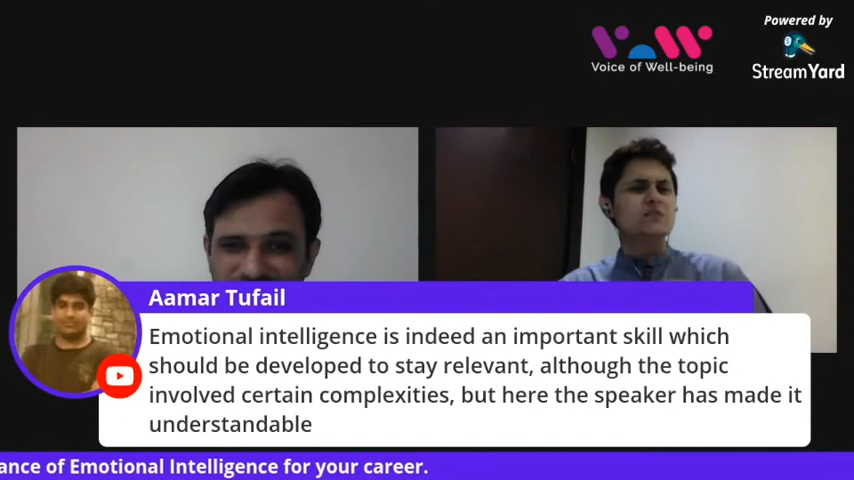 Powered by
StreamYard
Voice of Well-being
Aamar Tufail
Emotional intelligence is indeed an important skill which
should be developed to stay relevant, although the topic
involved certain complexities, but here the speaker has made it
understandable
ance of Emotional Intelligence for your career.